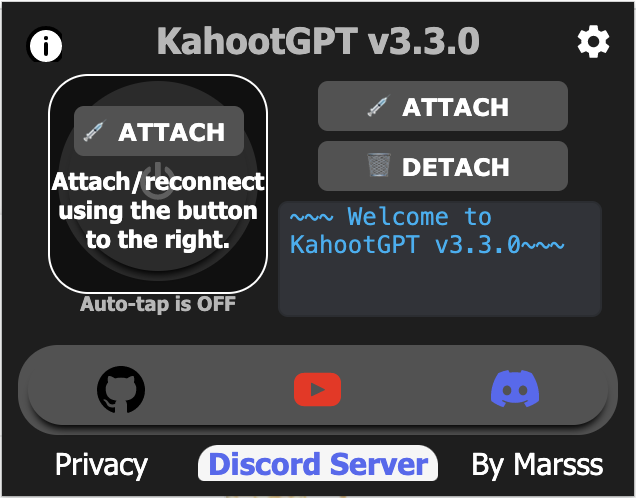 KahootGPT v3.3.0
ATTACH
Attach/reconnect
using the button
to the right.
Auto-tap is OFF
ATTACH
DETACH
~~~ Welcome to
KahootGPT v3.3.0~~~
Privacy
Discord Server
By Marsss